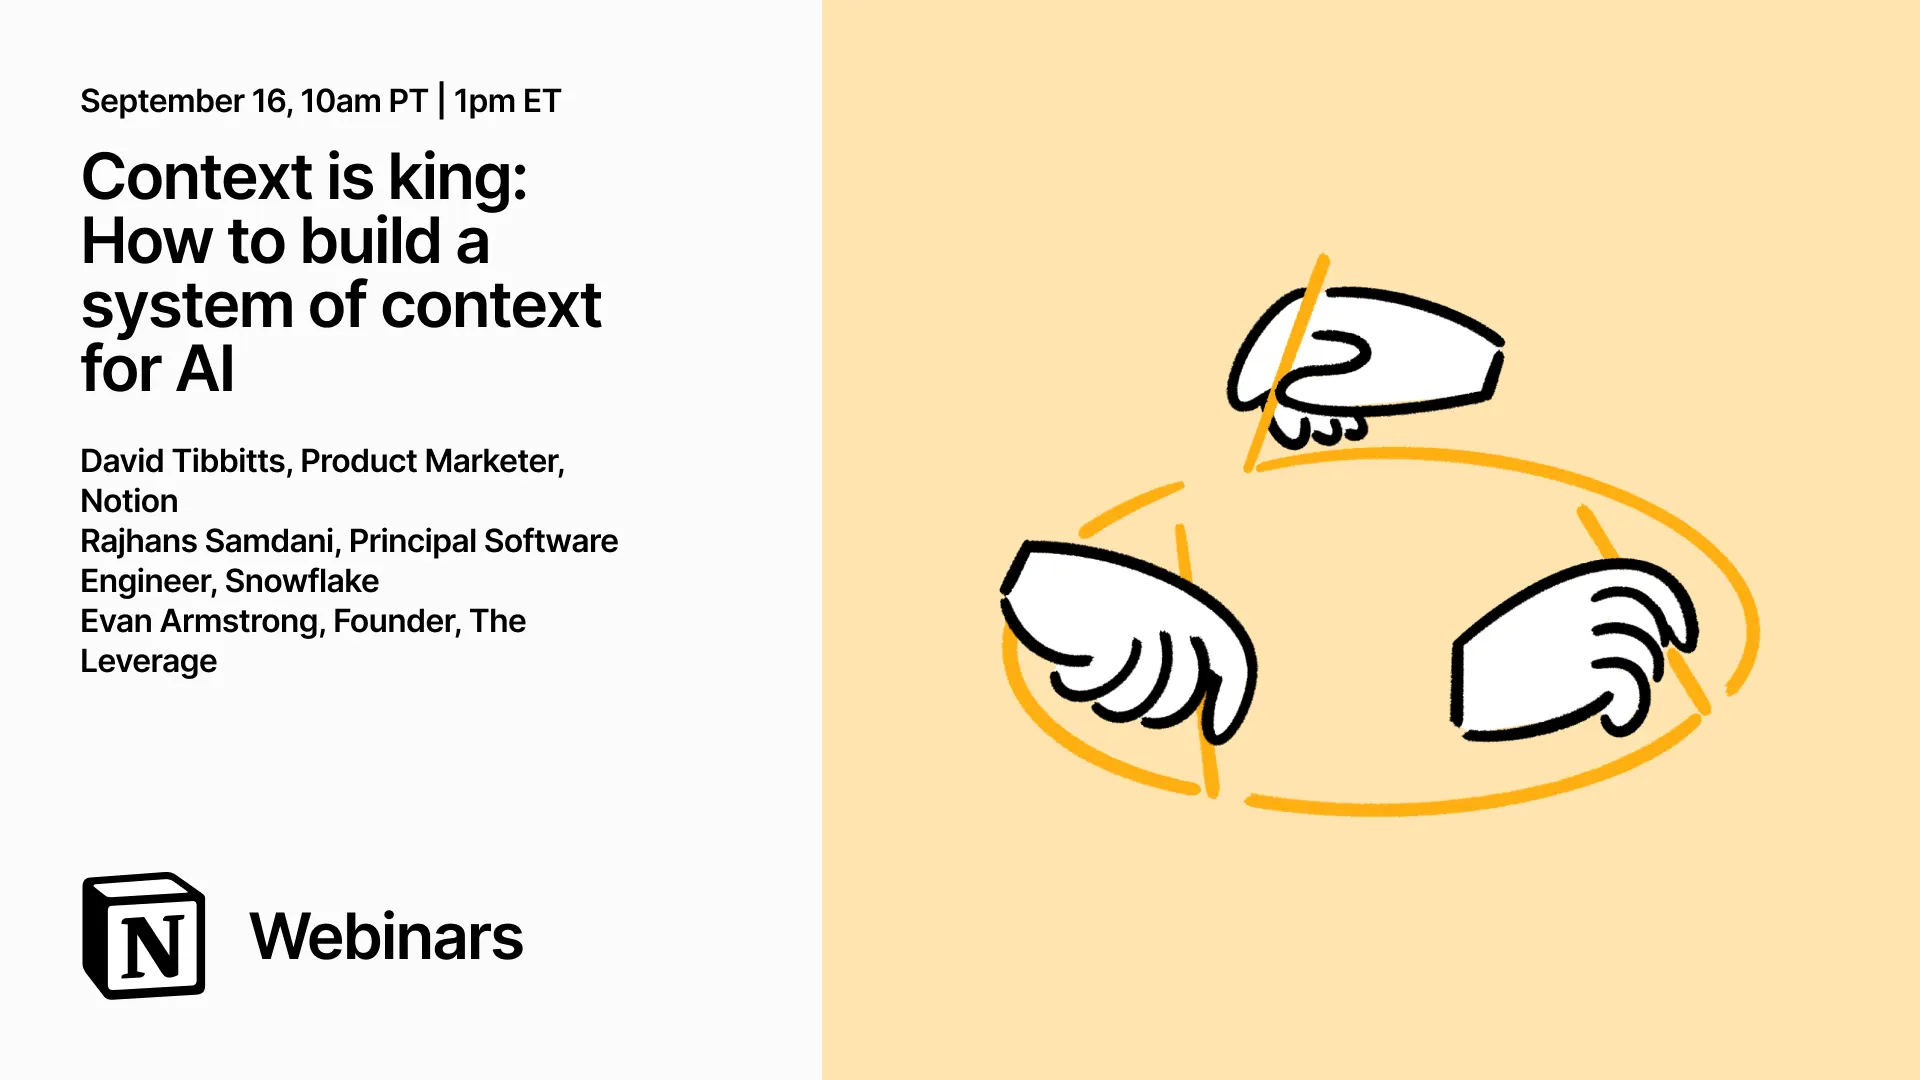 September 16, 10am PT | 1pm ET
Context is king:
How to build a
system of context
for AI
David Tibbitts, Product Marketer,
Notion
Rajhans Samdani, Principal Software
Engineer, Snowflake
Evan Armstrong, Founder, The
Leverage
N
Webinars